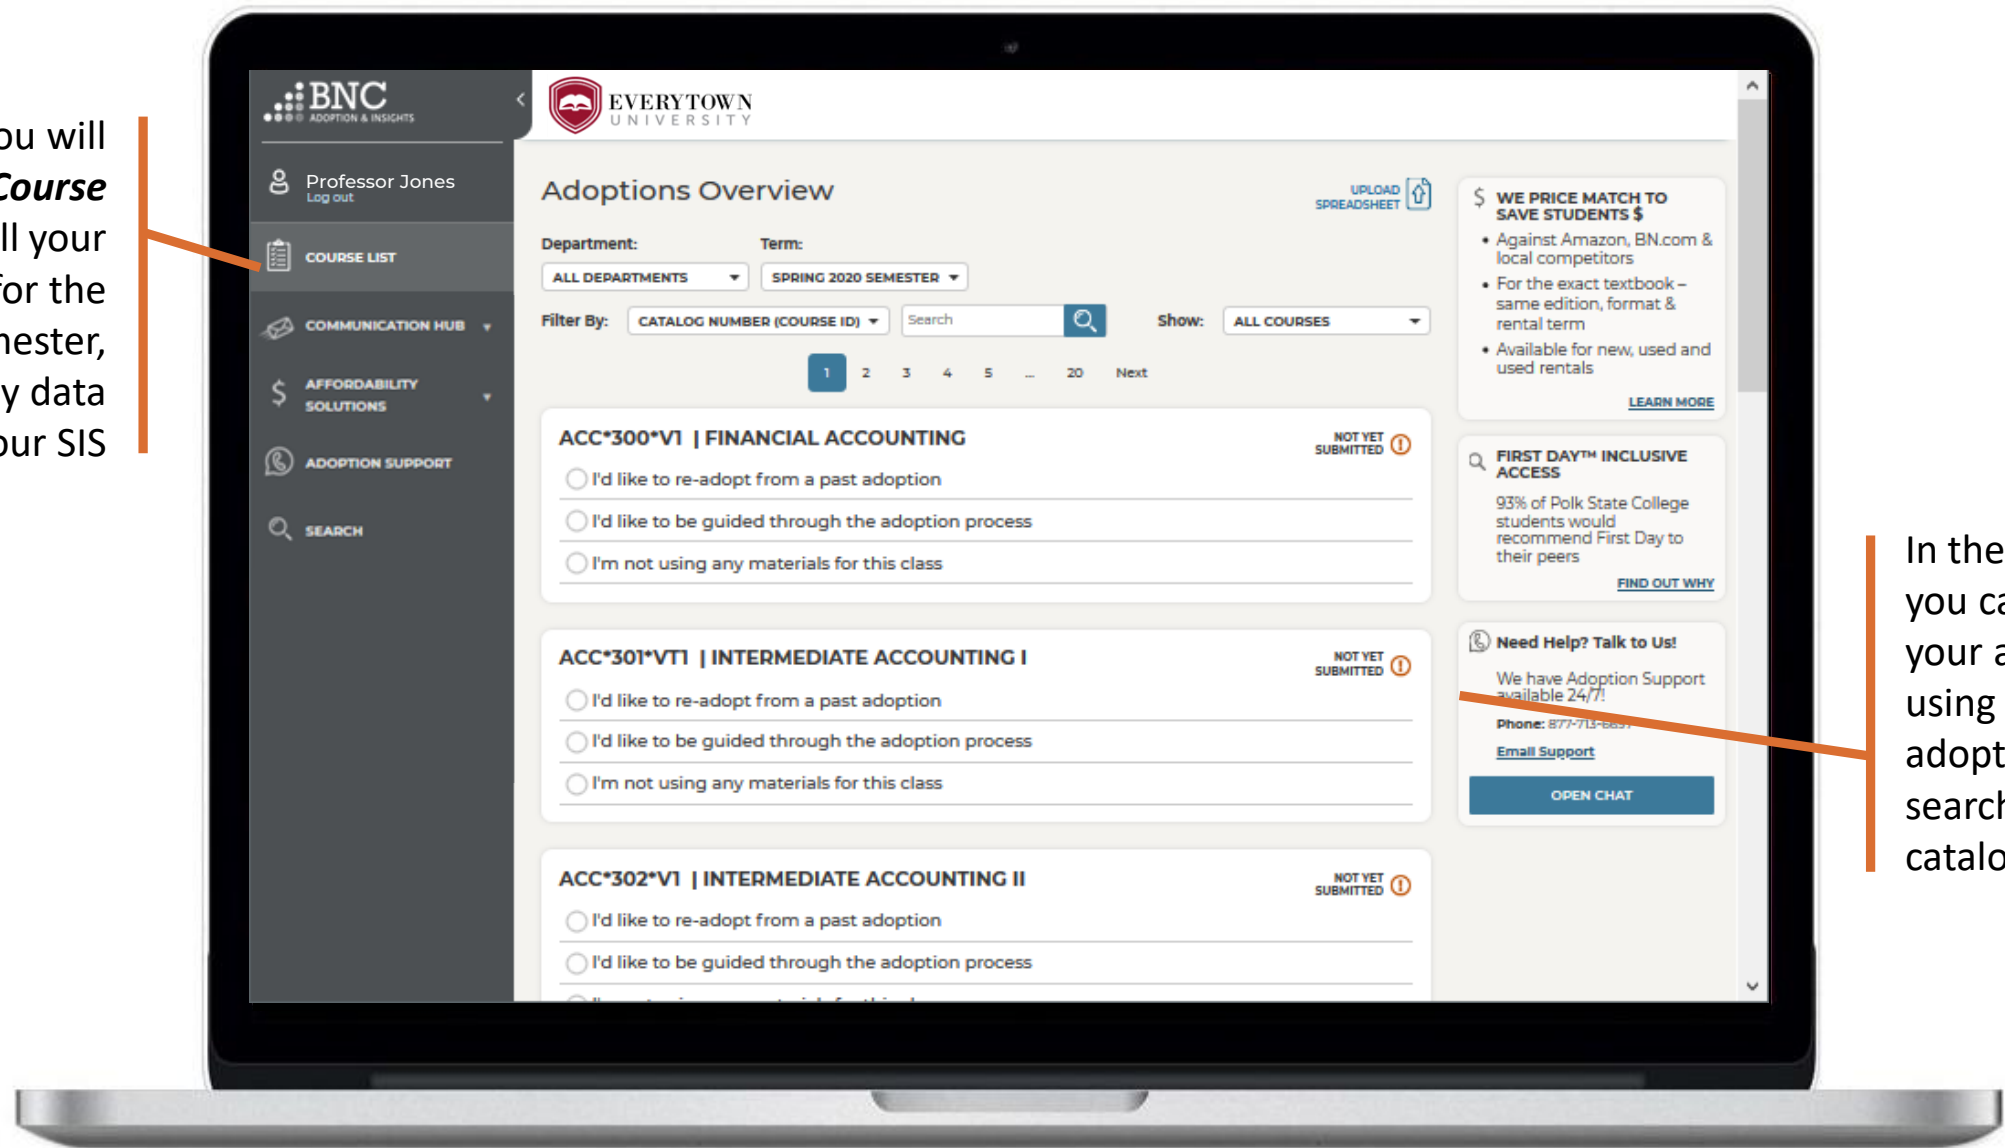 ou will
Course
ll your
for the
nester,
y data
our SIS
BNC
ADOPTION & INSIGHTS
<
Professor Jones
Log out
COURSE LIST
COMMUNICATION HUB
AFFORDABILITY
SOLUTIONS
ADOPTION SUPPORT
SEARCH
EVERYTOWN
UNIVERSITY
Adoptions Overview
UPLOAD
SPREADSHEET
Department:
Term:
ALL DEPARTMENTS
SPRING 2020 SEMESTER
Filter By:
CATALOG NUMBER (COURSE ID)
Search
Show:
ALL COURSES
1 2 3 4 5 ... 20 Next
ACC*300*V1 | FINANCIAL ACCOUNTING
NOT YET
SUBMITTED
I'd like to re-adopt from a past adoption
I'd like to be guided through the adoption process
I'm not using any materials for this class
ACC*301*VT1 | INTERMEDIATE ACCOUNTING I
NOT YET
SUBMITTED
I'd like to re-adopt from a past adoption
I'd like to be guided through the adoption process
I'm not using any materials for this class
ACC*302*V1 | INTERMEDIATE ACCOUNTING II
NOT YET
SUBMITTED
I'd like to re-adopt from a past adoption
I'd like to be guided through the adoption process
$ WE PRICE MATCH TO
SAVE STUDENTS $
• Against Amazon, BN.com &
local competitors
• For the exact textbook –
same edition, format &
rental term
• Available for new, used and
used rentals
LEARN MORE
FIRST DAY™ INCLUSIVE
ACCESS
93% of Polk State College
students would
recommend First Day to
their peers
FIND OUT WHY
Need Help? Talk to Us!
We have Adoption Support
available 24/7!
Phone: 877-713-
Email Support
OPEN CHAT
In the
you ca
your a
using
adopt
search
catalo